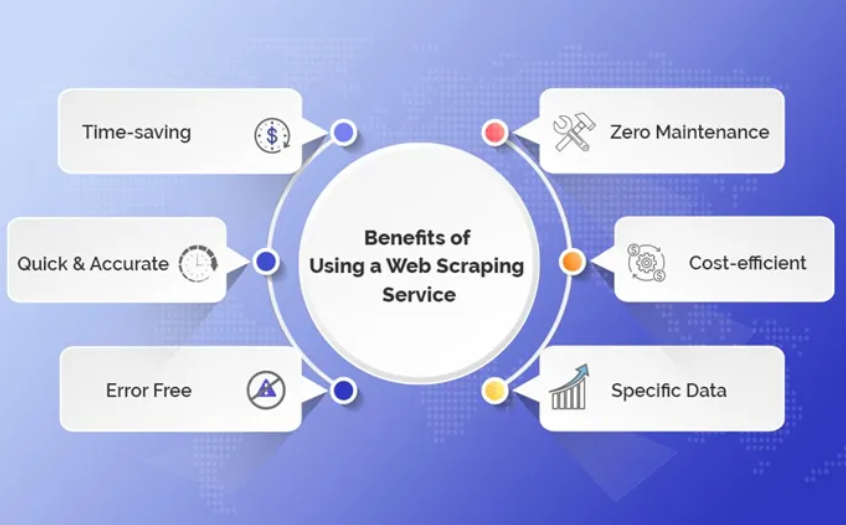 Time-saving
Zero Maintenance
Quick & Accurate
Benefits of
Using a Web Scraping
Service
Cost-efficient
Error Free
Specific Data